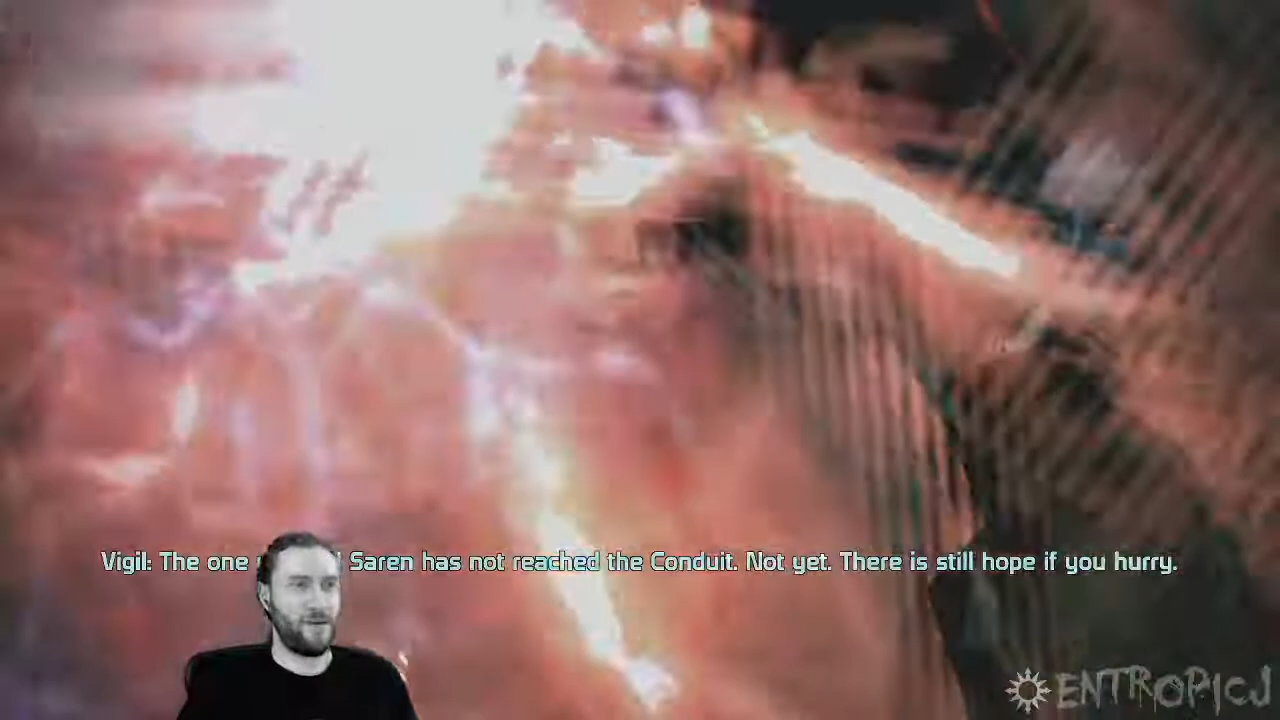 Vigil: The one Saren has not reached the Conduit. Not yet. There is still hope if you hurry.
ENTROPICJ